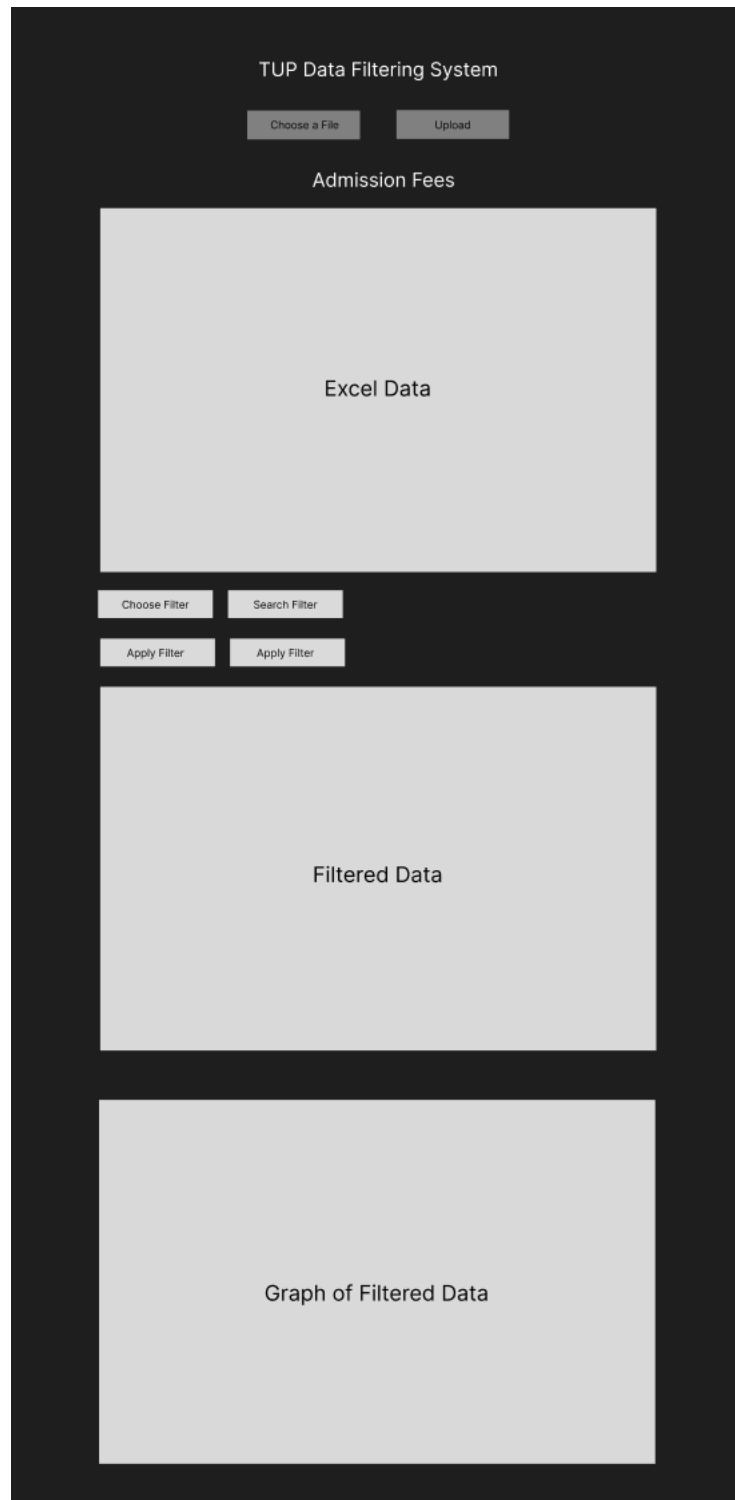 TUP Data Filtering System
Choose a File Upload
Admission Fees
Excel Data
Choose Filter Search Filter
Apply Filter Apply Filter
Filtered Data
Graph of Filtered Data